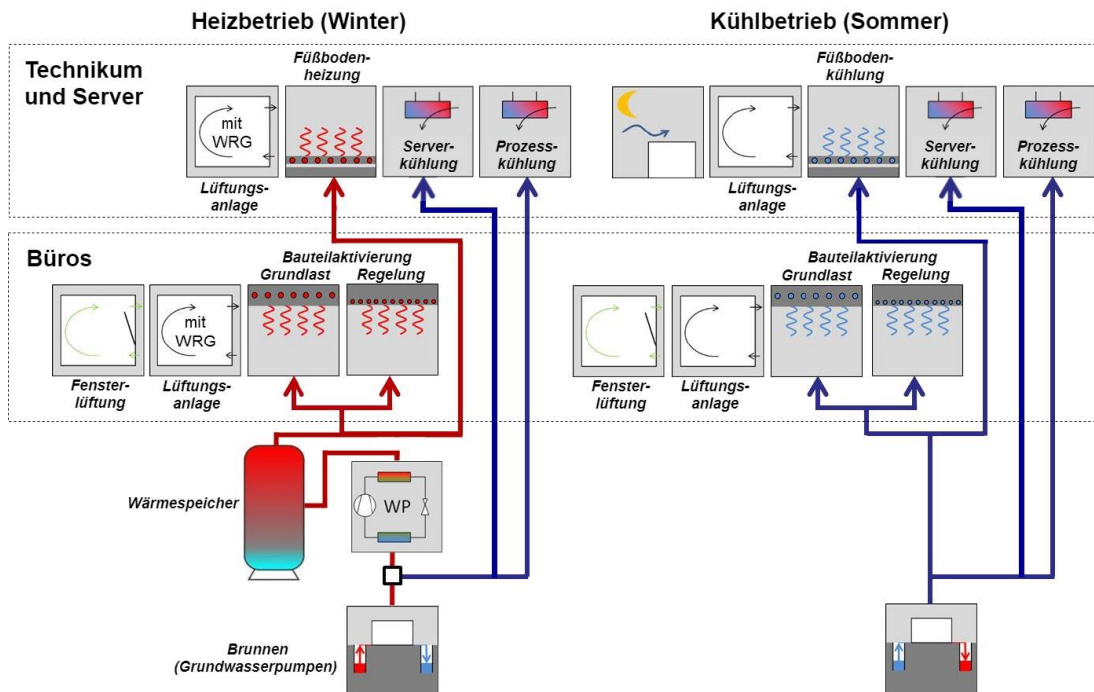 Heizbetrieb (Winter)
Kühlbetrieb (Sommer)
Technikum
und Server
mit
WRG
Lüftungs-
anlage
Füßboden-
heizung
Server-
kühlung
Prozess-
kühlung
Lüftungs-
anlage
Füßboden-
kühlung
Server-
kühlung
Prozess-
kühlung
Büros
Fenster-
lüftung
mit
WRG
Lüftungs-
anlage
Bauteilaktivierung
Grundlast Regelung
Fenster-
lüftung
Lüftungs-
anlage
Bauteilaktivierung
Grundlast Regelung
Wärmespeicher
WP
Brunnen
(Grundwasserpumpen)